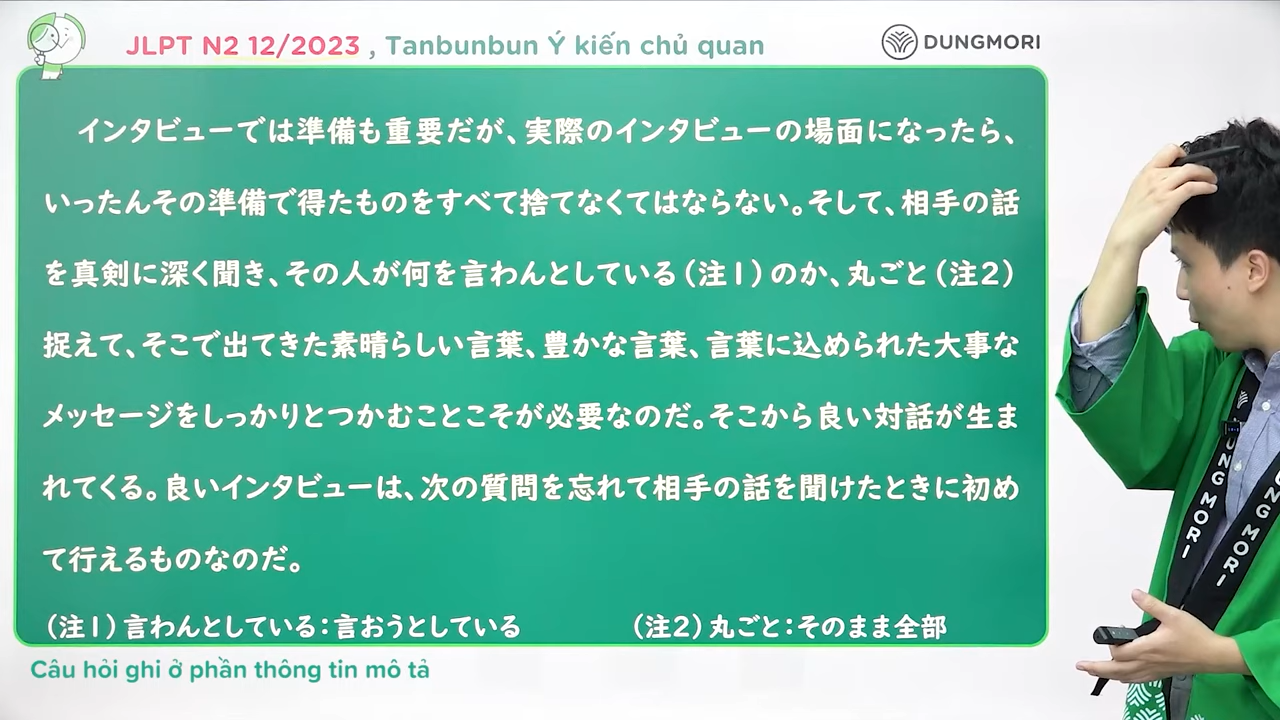 JLPT N2 12/2023 , Tanbunbun Ý kiến chủ quan
DUNGMORI
インタビューでは準備も重要だが、実際のインタビューの場面になったら、
いったんその準備で得たものをすべて捨てなくてはならない。そして、相手の話
を真剣に深く聞き、その人が何を言わんとしている(注1)のか、丸ごと(注2)
捉えて、そこで出てきた素晴らしい言葉、豊かな言葉、言葉に込められた大事な
メッセージをしっかりとつかむことこそが必要なのだ。そこから良い対話が生ま
れてくる。良いインタビューは、次の質問を忘れて相手の話を聞けたときに初め
て行えるものなのだ。
(注1)言わんとしている:言おうとしている
(注2)丸ごと:そのまま全部
Câu hỏi ghi ở phần thông tin mô tả
UNG MORI
DUNG MORI